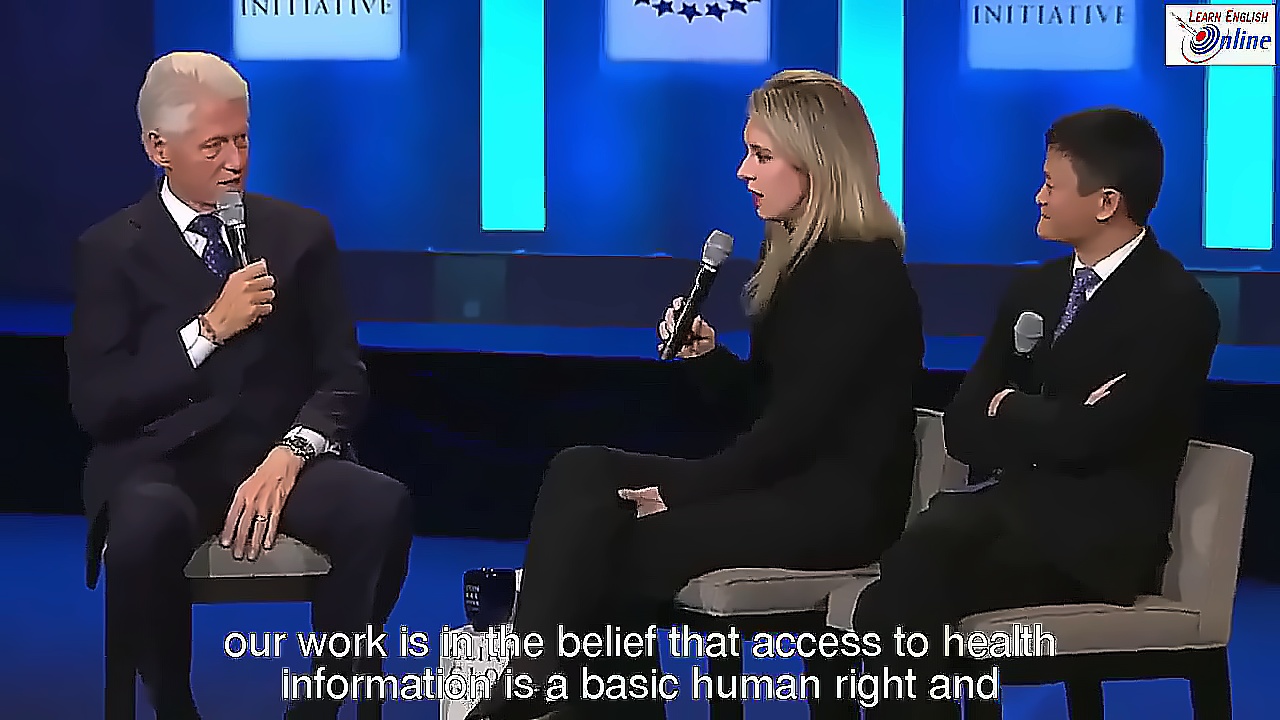 INITIATIVE
INITIATIVE
LEARN ENGLISH
Online
our work is in the belief that access to health
information is a basic human right and